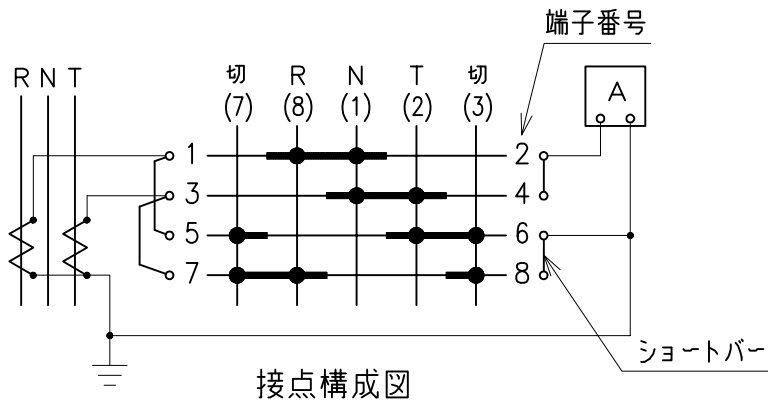 端子番号
R N T
切 R N T 切
(7) (8) (1) (2) (3)
A
1 2
3 4
5 6
7 8
ショートバー
接点構成図